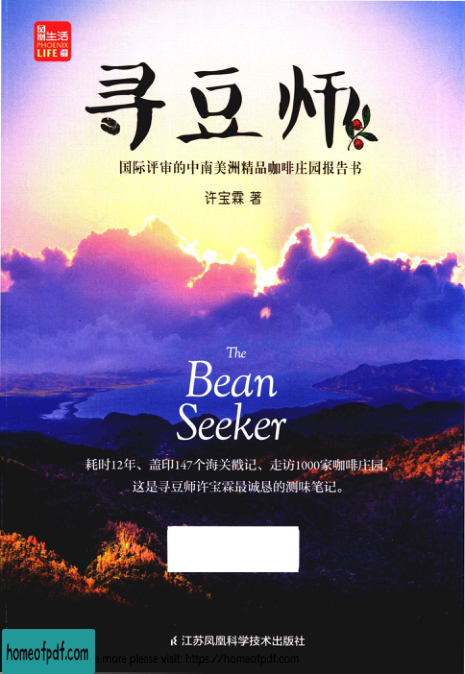 凤凰生活
PHOENIX
LIFE
寻豆师
国际评审的中南美洲精品咖啡庄园报告书
许宝霖 著
The
Bean
Seeker
耗时12年、盖印147个海关戳记、走访1000家咖啡庄园,
这是寻豆师许宝霖最诚恳的测味笔记。
江苏凤凰科学技术出版社
homeofpdf.com
e more please visit: https://homeofpdf.com